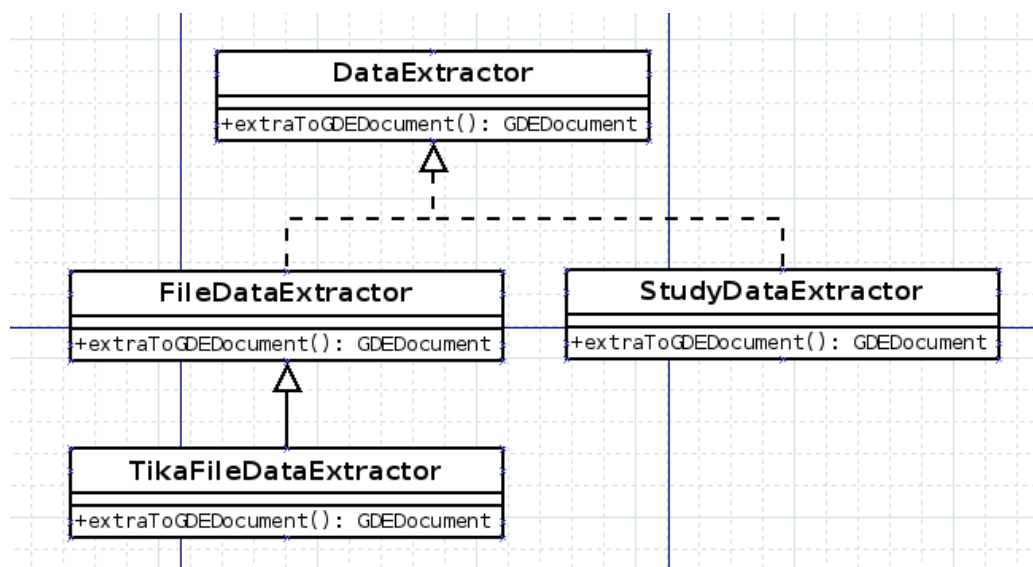 DataExtractor
+extraToGDEDocument(): GDEDocument
FileDataExtractor
+extraToGDEDocument(): GDEDocument
StudyDataExtractor
+extraToGDEDocument(): GDEDocument
TikaFileDataExtractor
+extraToGDEDocument(): GDEDocument